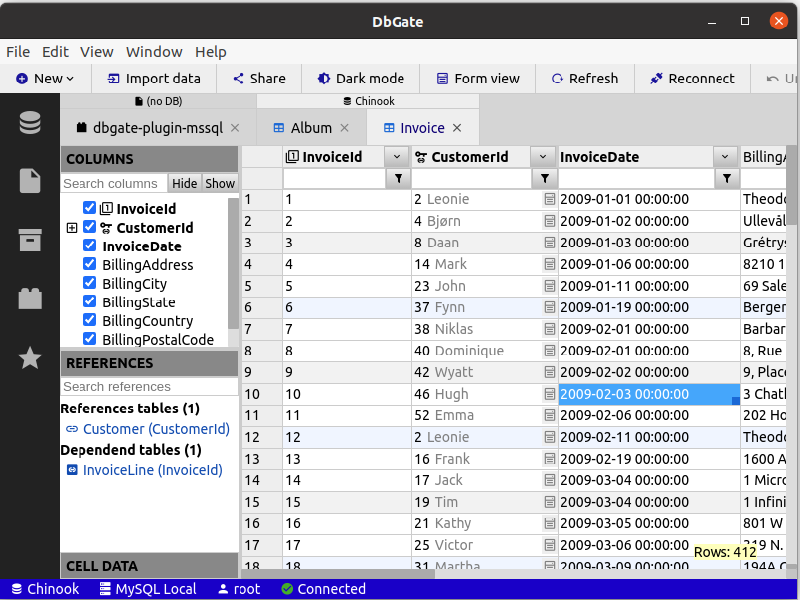 DbGate
File Edit View Window Help
New Import data Share Dark mode Form view Refresh Reconnect
(no DB) Chinook
dbgate-plugin-mssql Album Invoice
COLUMNS
Search columns Hide Show
InvoiceId
CustomerId
InvoiceDate
BillingAddress
BillingCity
BillingState
BillingCountry
BillingPostalCode
REFERENCES
Search references
References tables (1)
Customer (CustomerId)
Dependend tables (1)
InvoiceLine (InvoiceId)
CELL DATA
InvoiceId CustomerId InvoiceDate
1 1 2 Leonie 2009-01-01 00:00:00
2 2 4 Bjørn 2009-01-02 00:00:00 Ullevål
3 3 8 Daan 2009-01-03 00:00:00 Grétrys
4 4 14 Mark 2009-01-06 00:00:00 8210 1
5 5 23 John 2009-01-11 00:00:00 69 Sale
6 6 37 Fynn 2009-01-19 00:00:00 Berger
7 7 38 Niklas 2009-02-01 00:00:00 Barbar
8 8 40 Dominique 2009-02-01 00:00:00 8, Rue
9 9 42 Wyatt 2009-02-02 00:00:00 9, Place
10 10 46 Hugh 2009-02-03 00:00:00 3 Chath
11 11 52 Emma 2009-02-06 00:00:00 202 Ho
12 12 2 Leonie 2009-02-11 00:00:00
13 13 16 Frank 2009-02-19 00:00:00 1600 A
14 14 17 Jack 2009-03-04 00:00:00 1 Micro
15 15 19 Tim 2009-03-04 00:00:00 1 Infini
16 16 21 Kathy 2009-03-05 00:00:00 801 W
17 17 25 Victor 2009-03-06 00:00:00 319 N.
18 18 31 Martha 2009-03-09 00:00:00 194A
Rows: 412
Chinook MySQL Local root Connected